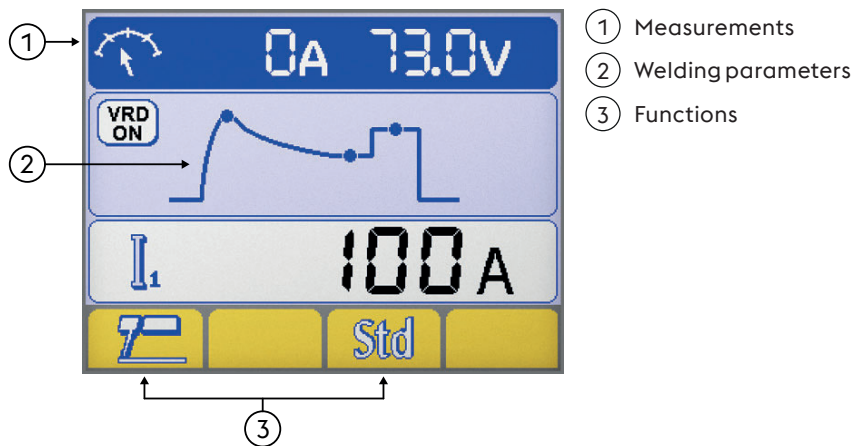 1
0A 73.0V
1 Measurements
2 Welding parameters
3 Functions
VRD
ON
2
I1
100A
Std
3